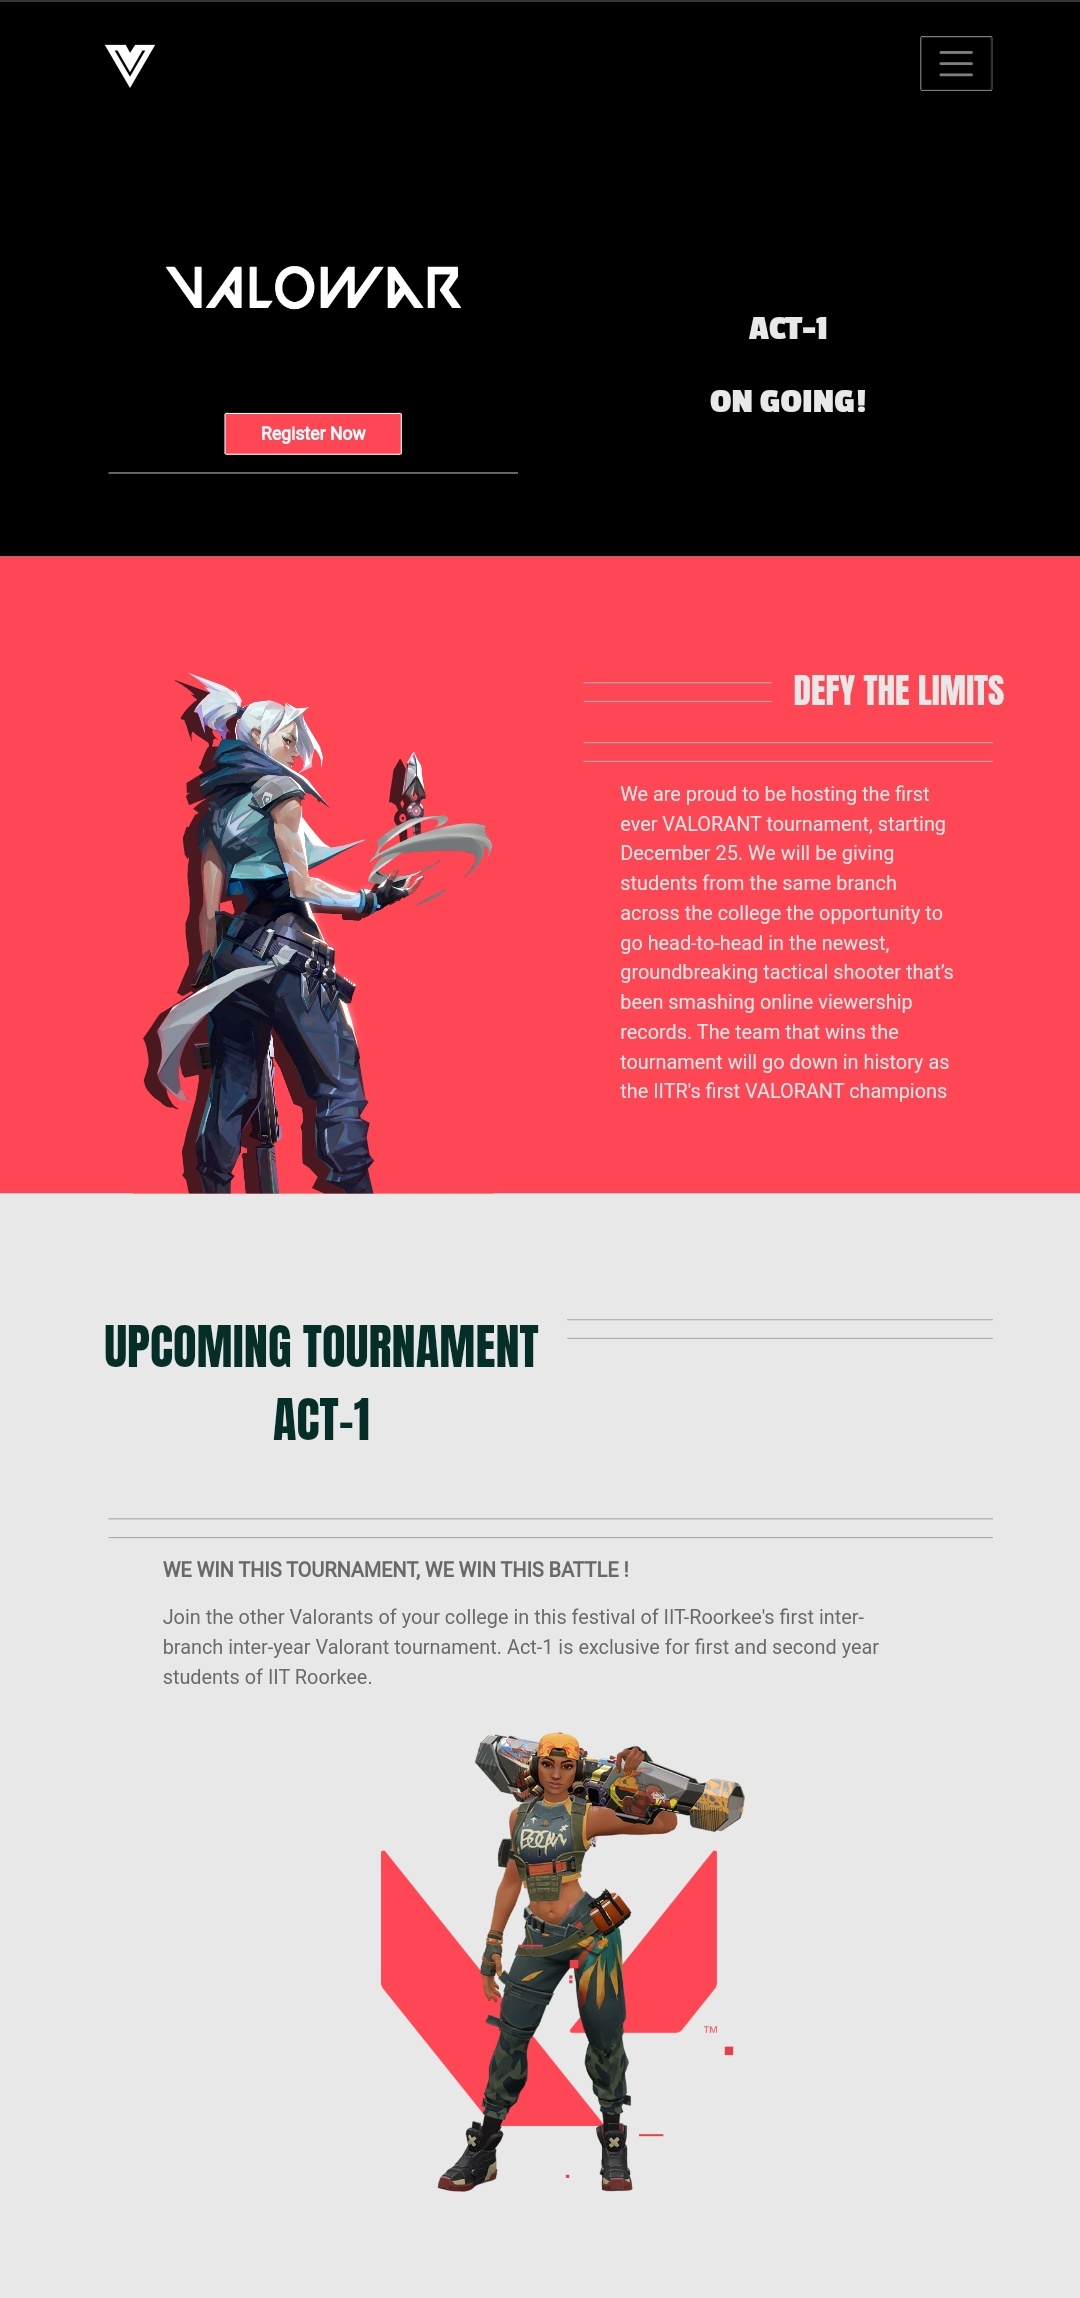 VALOWAR
ACT-1
ON GOING!
Register Now
DEFY THE LIMITS
We are proud to be hosting the first
ever VALORANT tournament, starting
December 25. We will be giving
students from the same branch
across the college the opportunity to
go head-to-head in the newest,
groundbreaking tactical shooter that’s
been smashing online viewership
records. The team that wins the
tournament will go down in history as
the IITR's first VALORANT champions
UPCOMING TOURNAMENT
ACT-1
WE WIN THIS TOURNAMENT, WE WIN THIS BATTLE !
Join the other Valorants of your college in this festival of IIT-Roorkee's first inter-
branch inter-year Valorant tournament. Act-1 is exclusive for first and second year
students of IIT Roorkee.
BOOM
TM